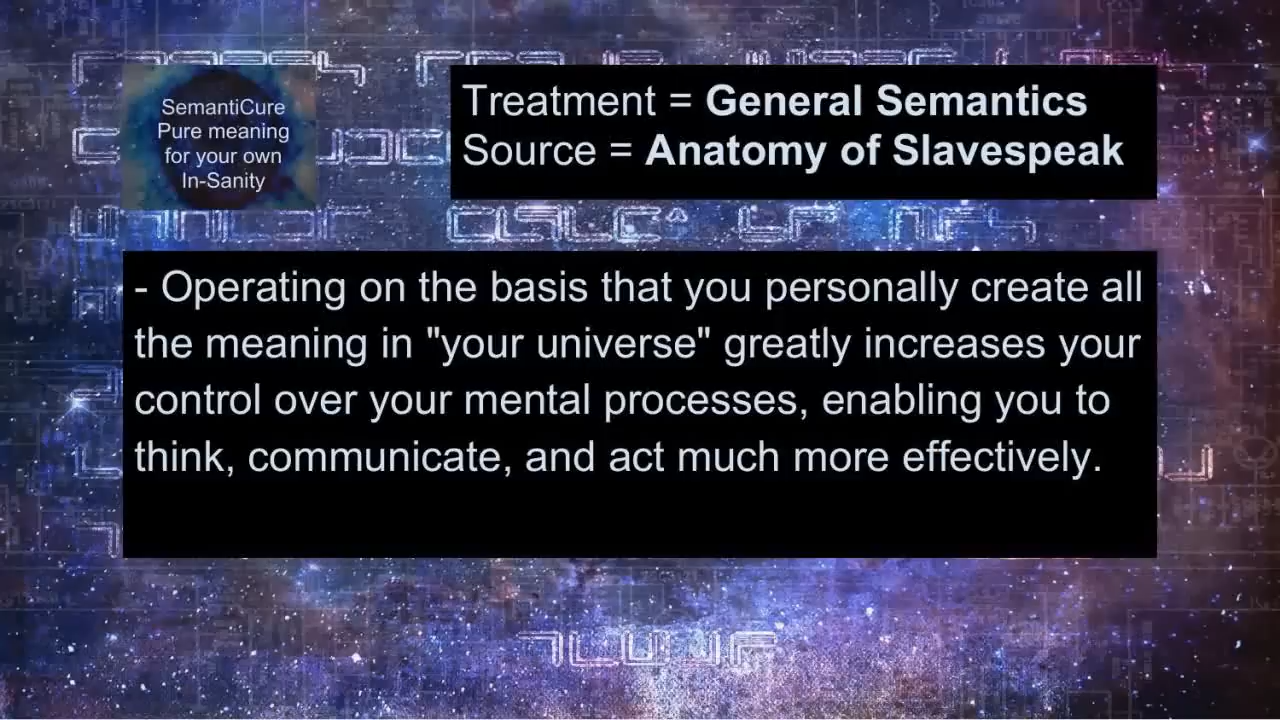 SemantiCure
Pure meaning
for your own
In-Sanity
Treatment = General Semantics
Source = Anatomy of Slavespeak
- Operating on the basis that you personally create all
the meaning in "your universe" greatly increases your
control over your mental processes, enabling you to
think, communicate, and act much more effectively.